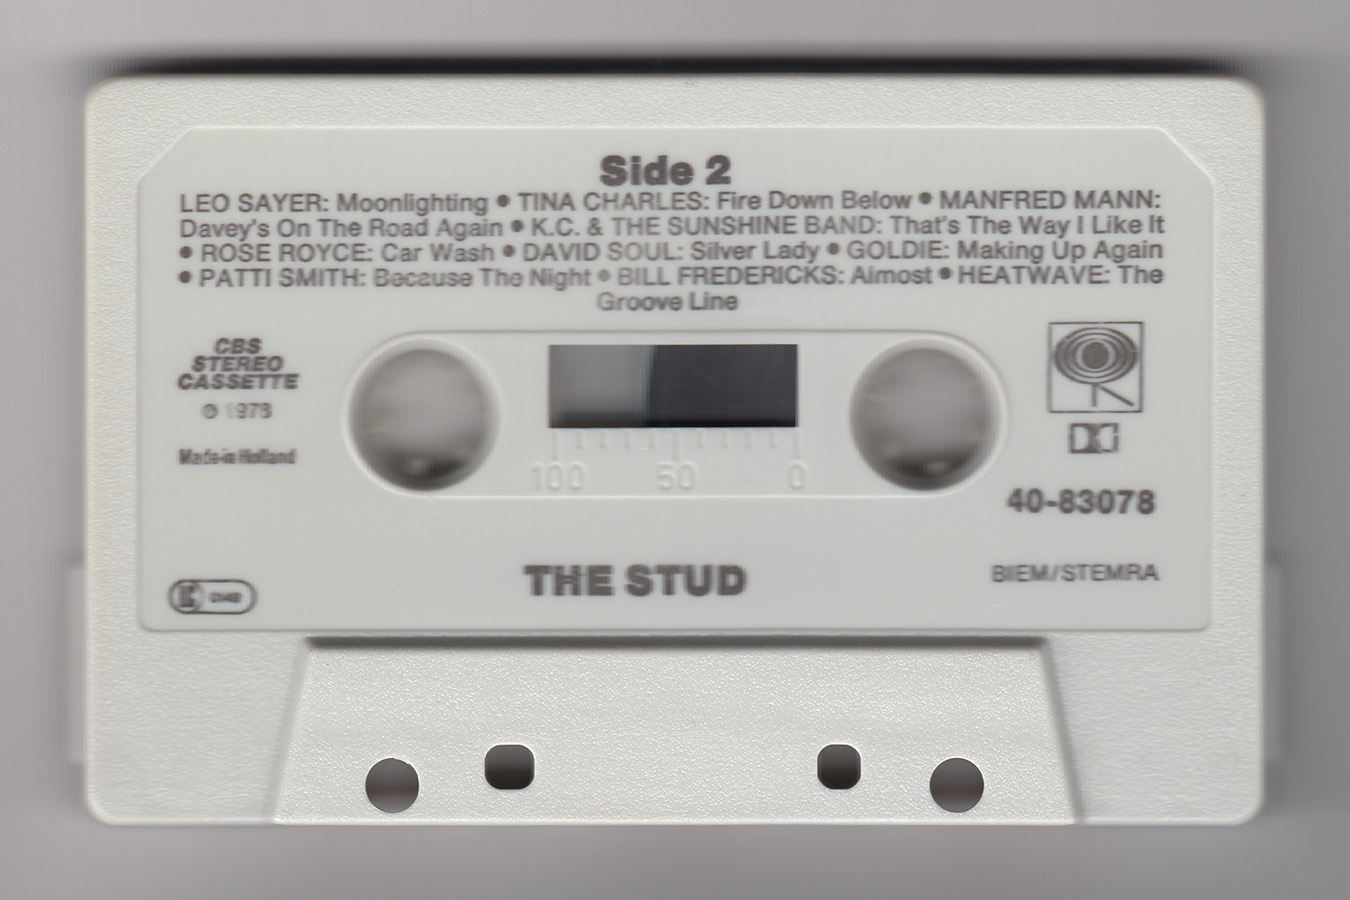 Side 2
LEO SAYER: Moonlighting • TINA CHARLES: Fire Down Below • MANFRED MANN:
Davey's On The Road Again • K.C. & THE SUNSHINE BAND: That's The Way I Like It
• ROSE ROYCE: Car Wash • DAVID SOUL: Silver Lady • GOLDIE: Making Up Again
• PATTI SMITH: Because The Night • BILL FREDERICKS: Almost • HEATWAVE: The
Groove Line
CBS
STEREO
CASSETTE
℗ 1978
Made in Holland
100 50 0
40-83078
THE STUD
BIEM/STEMRA